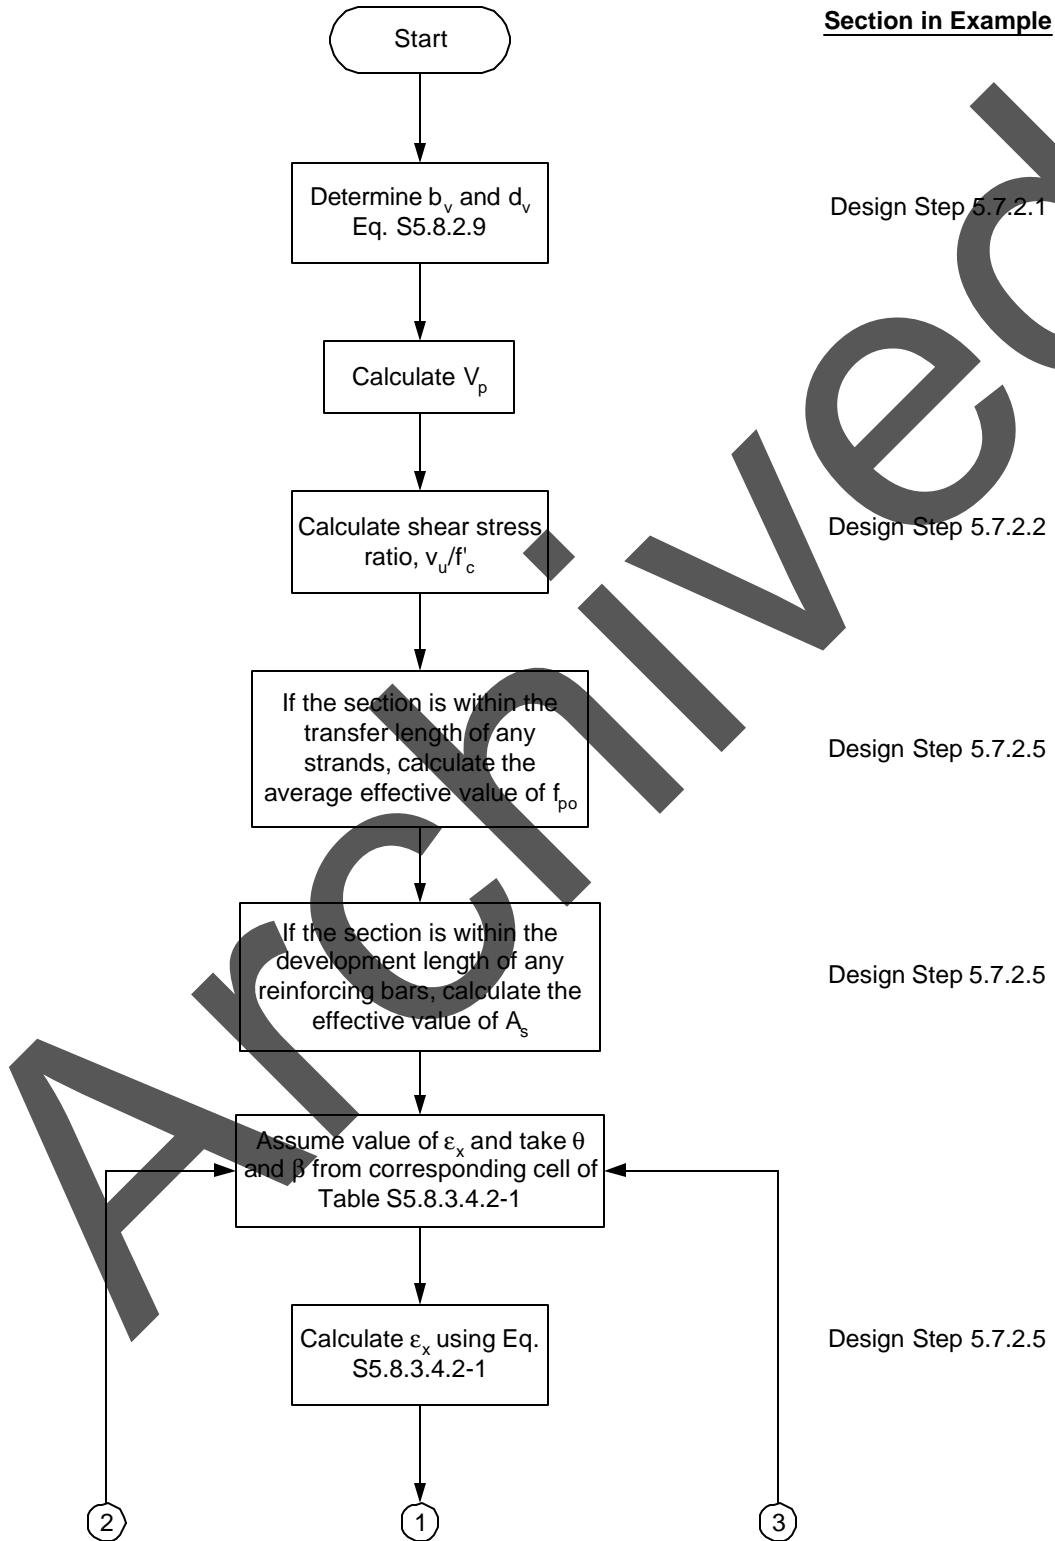 Section in Example
Start
Determine b_v and d_v
Eq. S5.8.2.9
Design Step 5.7.2.1
Calculate V_p
Calculate shear stress
ratio, v_u/f'_c
Design Step 5.7.2.2
If the section is within the
transfer length of any
strands, calculate the
average effective value of f_po
Design Step 5.7.2.5
If the section is within the
development length of any
reinforcing bars, calculate the
effective value of A_s
Design Step 5.7.2.5
Assume value of ε_x and take θ
and β from corresponding cell of
Table S5.8.3.4.2-1
Calculate ε_x using Eq.
S5.8.3.4.2-1
Design Step 5.7.2.5
2
1
3
Archived